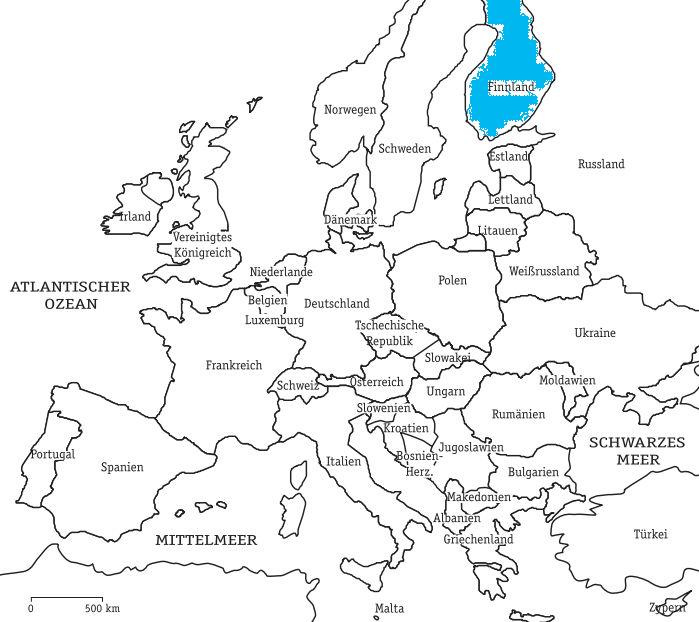 Finnland
Norwegen
Schweden
Estland
Russland
Lettland
Irland
Dänemark
Litauen
Vereinigtes
Königreich
Niederlande
Weißrussland
Polen
ATLANTISCHER
OZEAN
Belgien
Deutschland
Luxemburg
Tschechische
Republik
Ukraine
Slowakei
Frankreich
Schweiz
Österreich
Moldawien
Ungarn
Slowenien
Rumänien
Kroatien
SCHWARZES
MEER
Jugoslawien
Portugal
Spanien
Italien
Bosnien-
Herz.
Bulgarien
Makedonien
Albanien
MITTELMEER
Griechenland
Türkei
0 500 km
Malta
Zypern